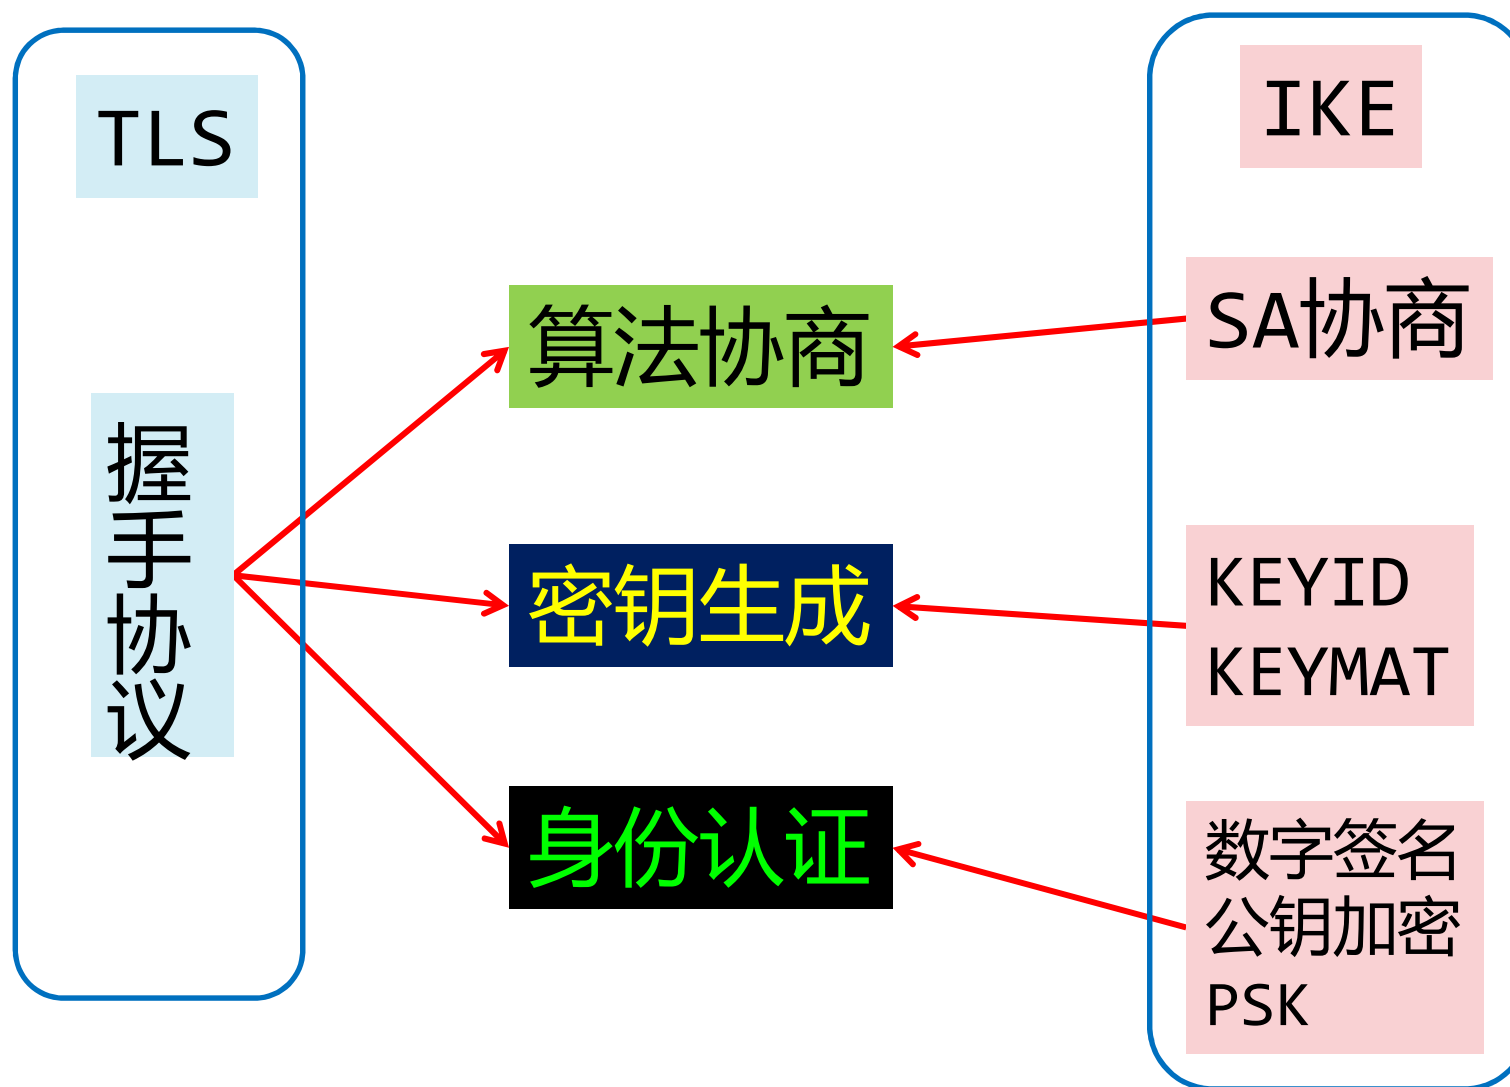 TLS
握
手
协
议
算法协商
密钥生成
身份认证
IKE
SA协商
KEYID
KEYMAT
数字签名
公钥加密
PSK